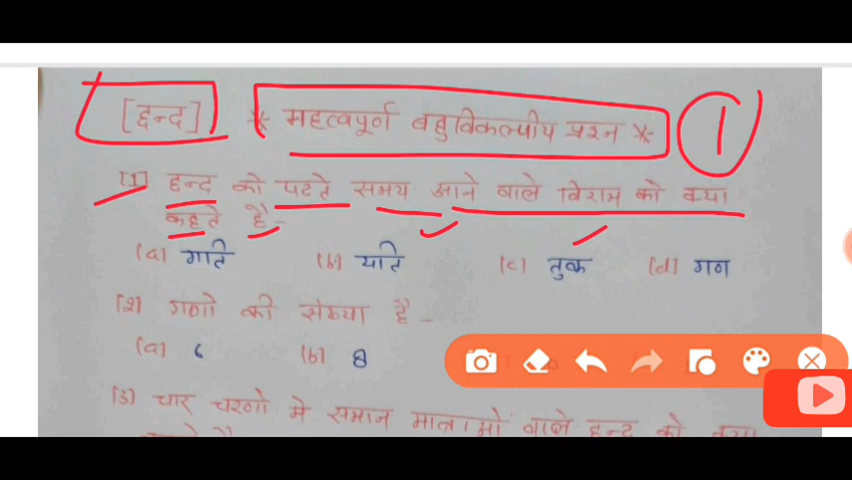 [छन्द] * महत्वपूर्ण बहुविकल्पीय प्रश्न * 1
[1] छन्द को पढते समय आने वाले विराम को क्या
कहते है-
(a) गति (b) यति (c) तुक (d) गण
[2) गणो की संख्या है -
(a) 6 (b) 8
[3) चार चरणो मे समान मात्राओं वाले छन्द को क्या